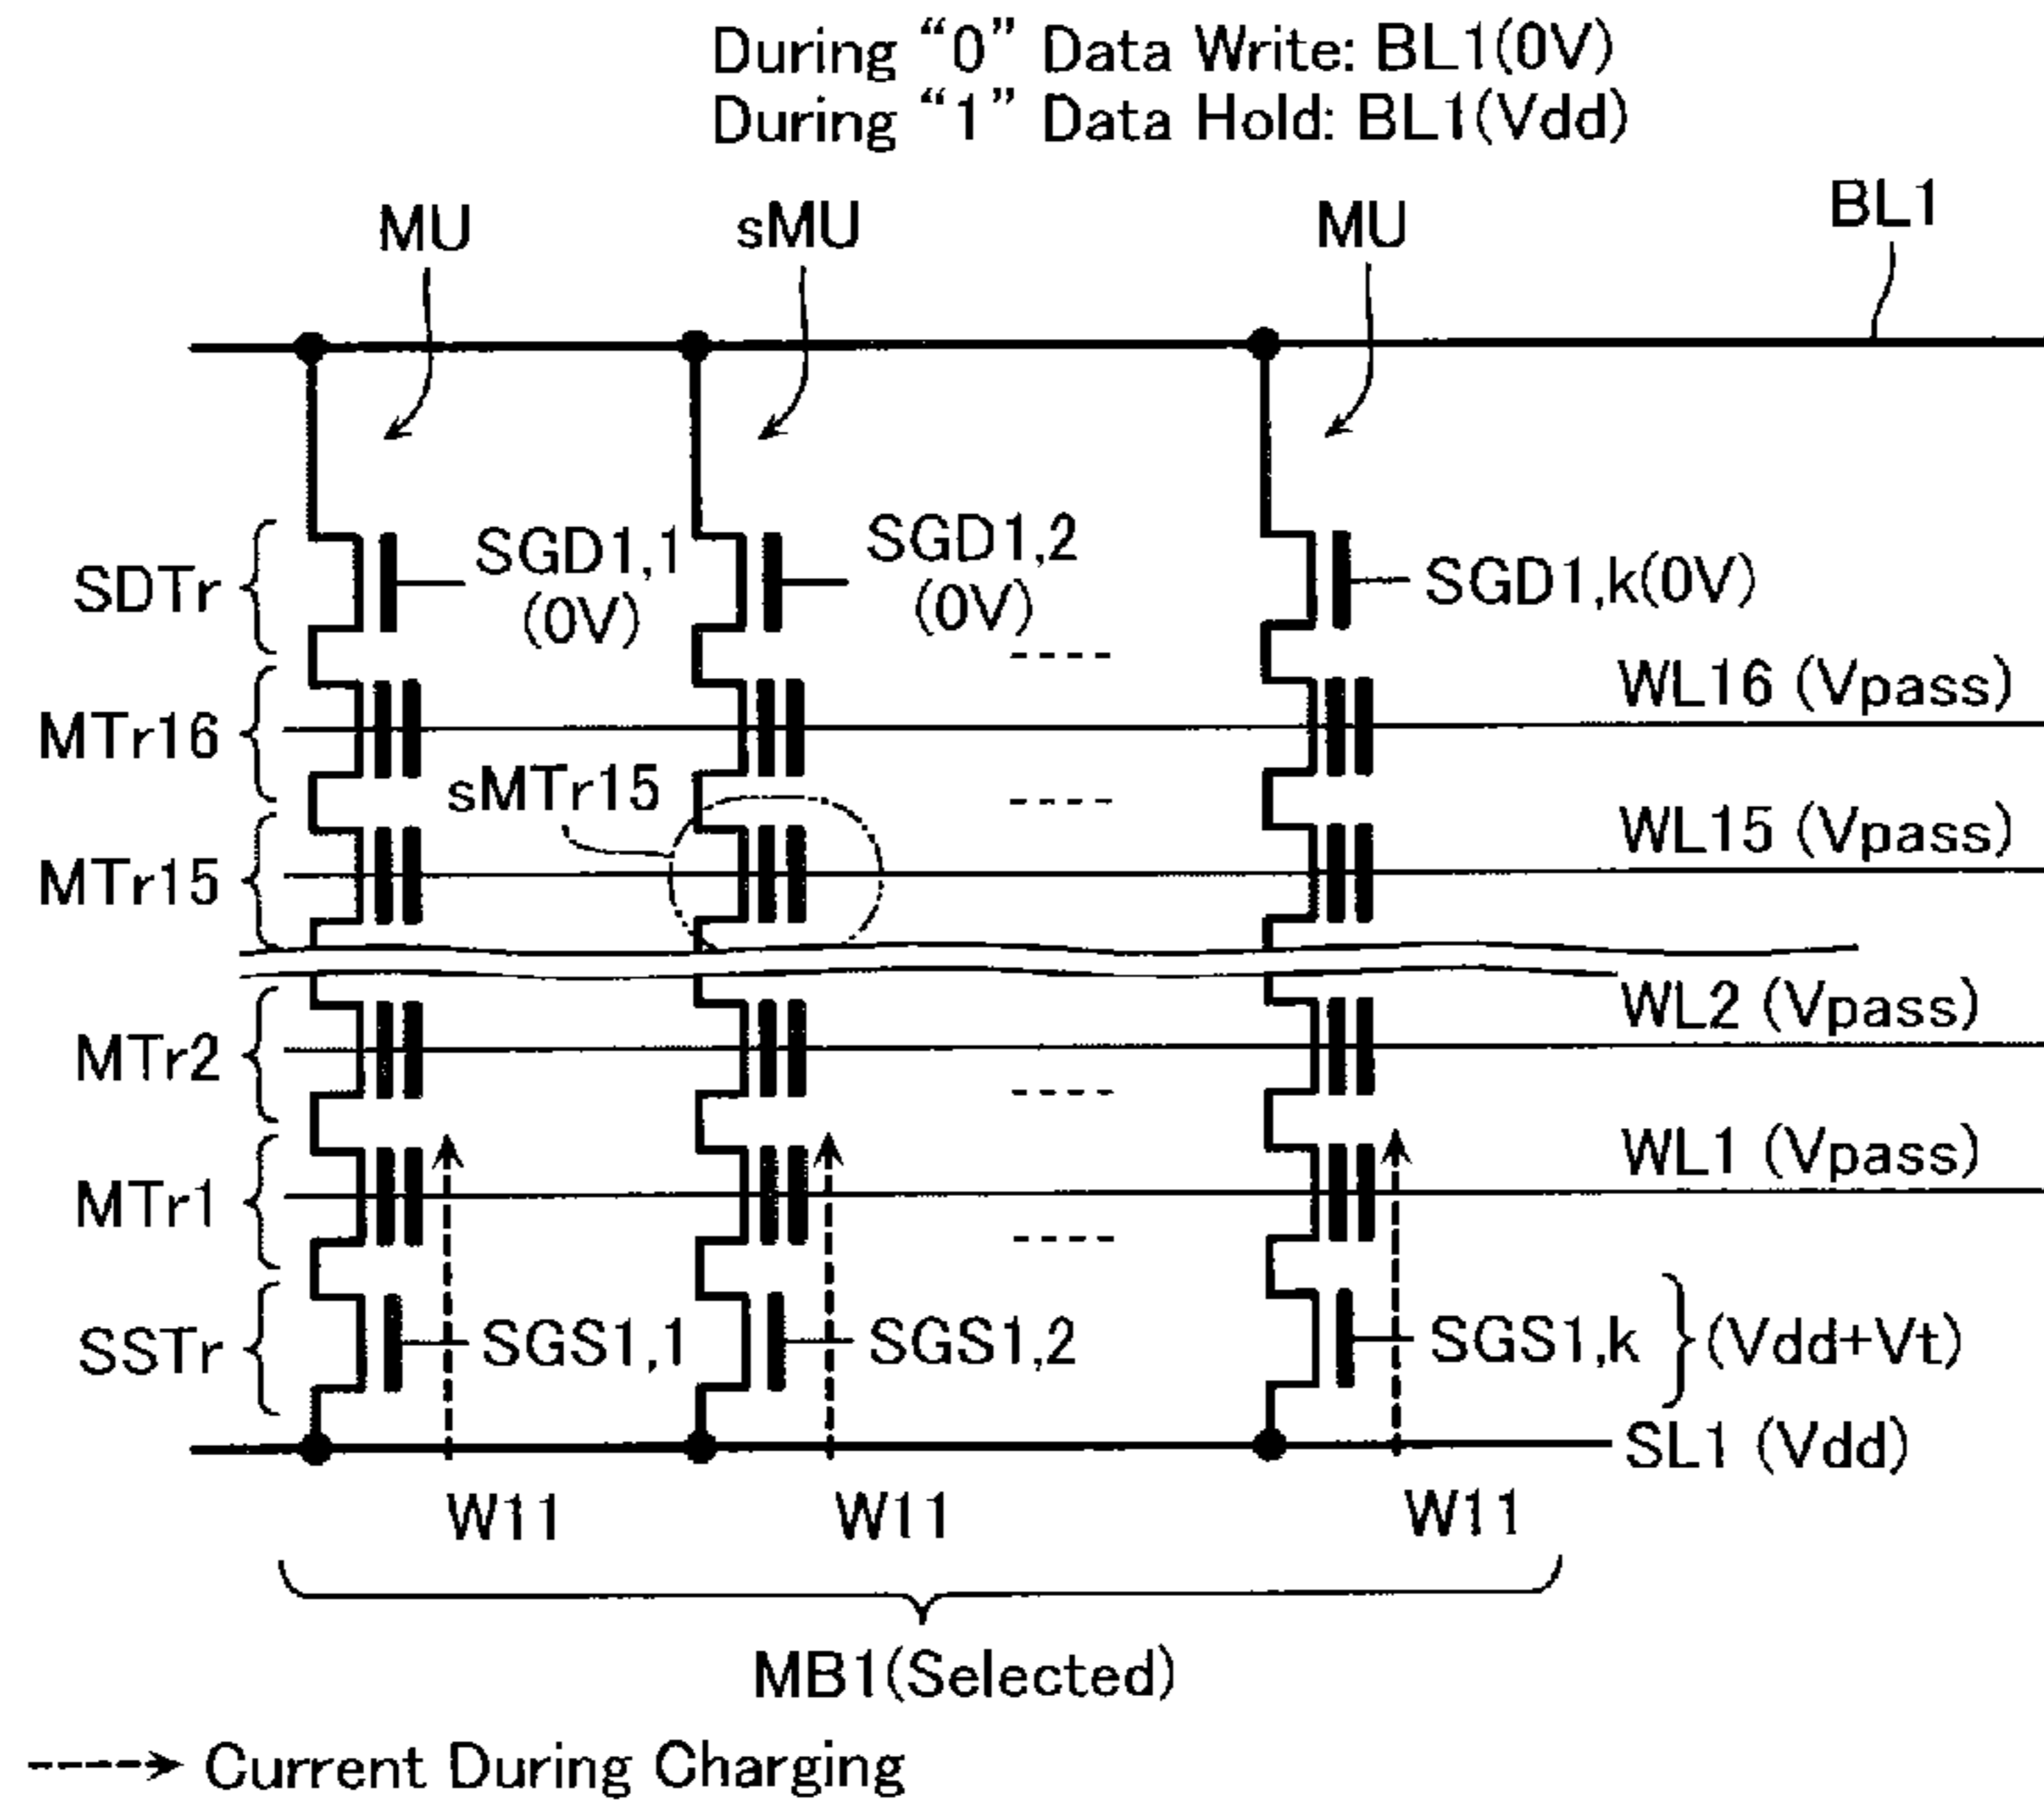 During “0” Data Write: BL1(0V)
During “1” Data Hold: BL1(Vdd)
MU
sMU
MU
BL1
SDTr
SGD1,1
(0V)
SGD1,2
(0V)
SGD1,k(0V)
MTr16
WL16 (Vpass)
sMTr15
MTr15
WL15 (Vpass)
MTr2
WL2 (Vpass)
MTr1
WL1 (Vpass)
SSTr
SGS1,1
SGS1,2
SGS1,k
(Vdd+Vt)
SL1 (Vdd)
W11
W11
W11
MB1(Selected)
Current During Charging